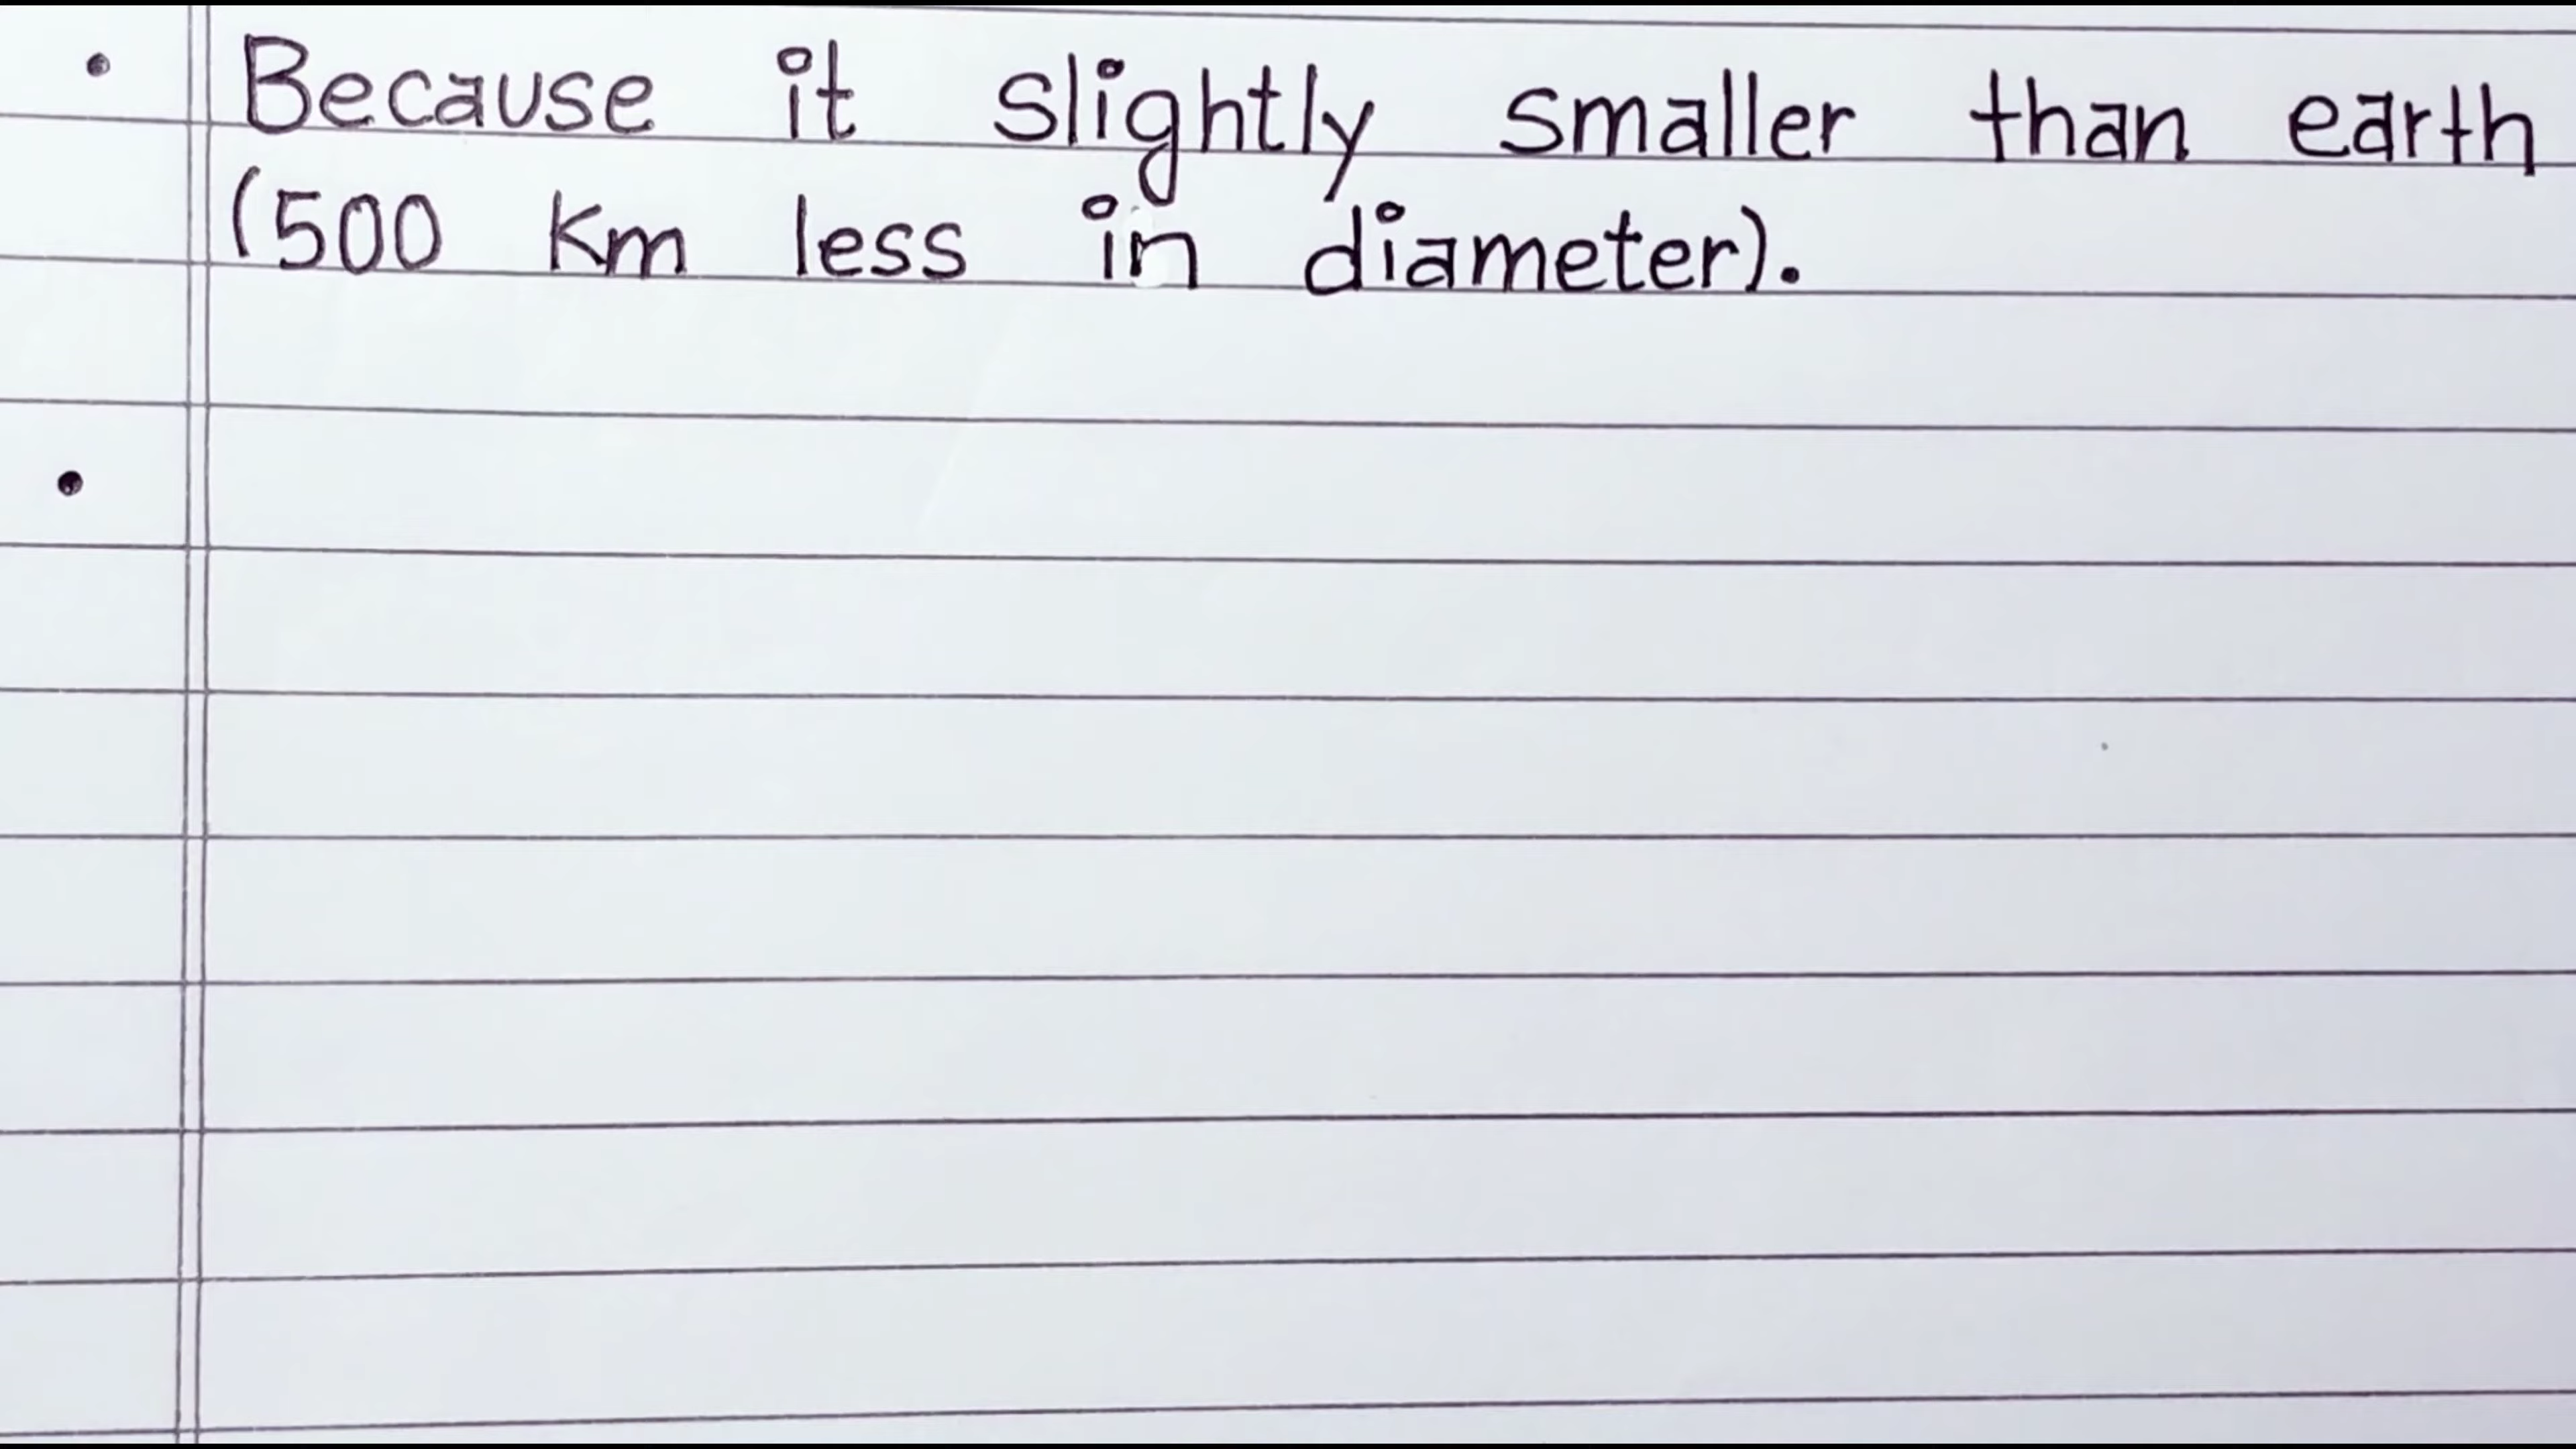 • Because it slightly smaller than earth
(500 Km less in diameter).
•